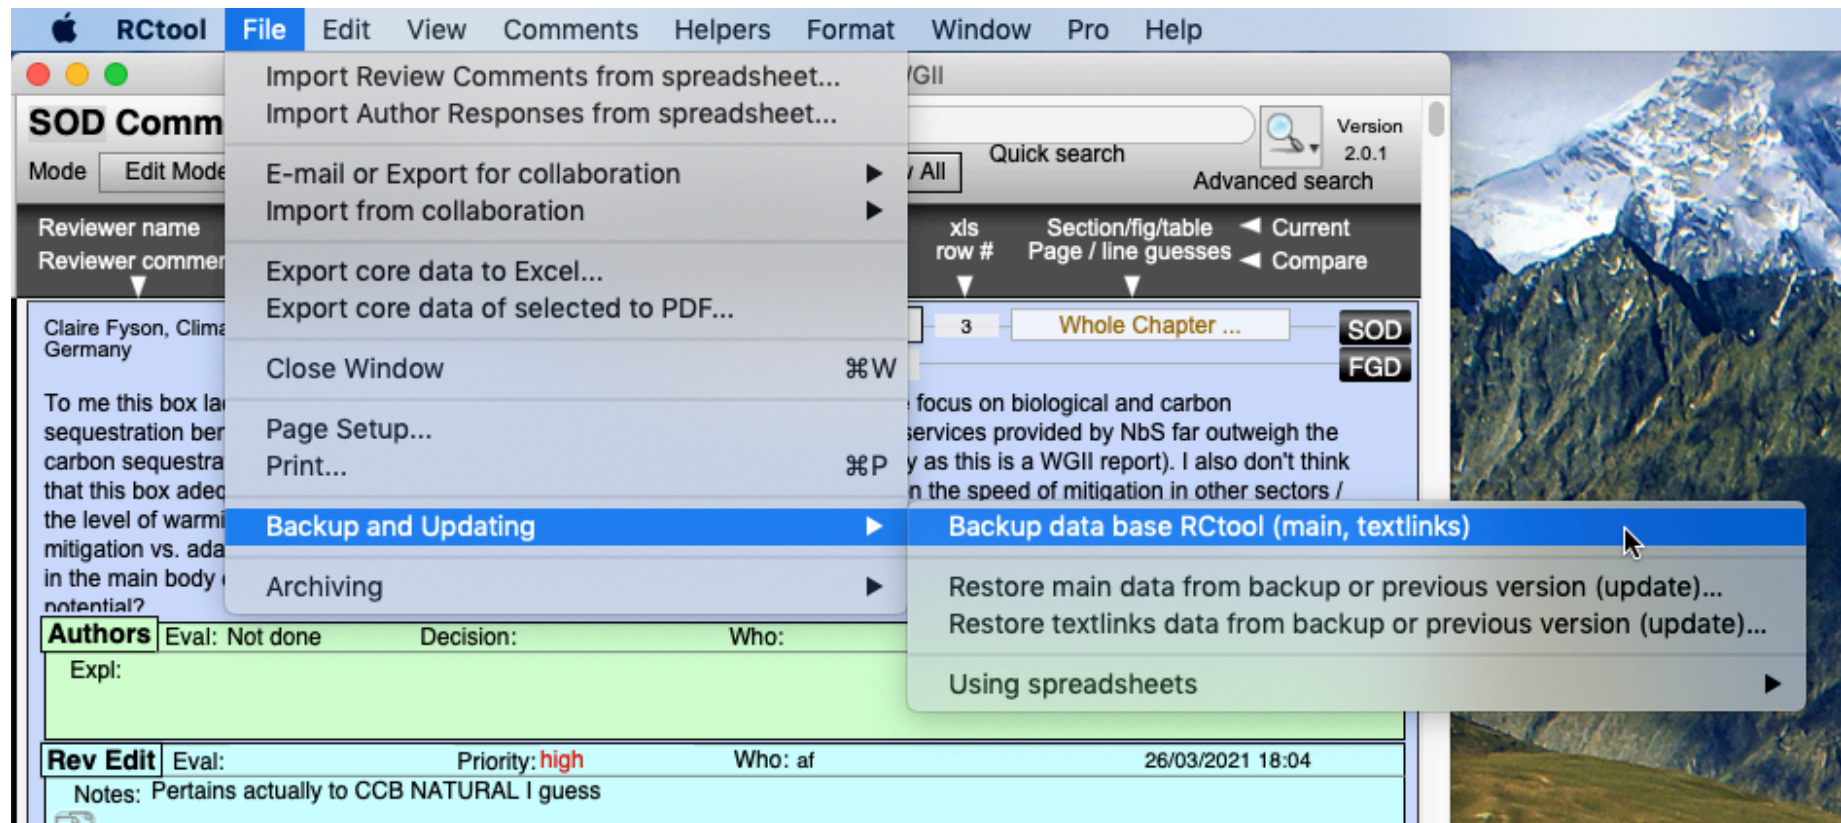 RCtool File Edit View Comments Helpers Format Window Pro Help
Import Review Comments from spreadsheet...
Import Author Responses from spreadsheet...
E-mail or Export for collaboration
Import from collaboration
Export core data to Excel...
Export core data of selected to PDF...
Close Window ⌘W
Page Setup...
Print... ⌘P
Backup and Updating
Archiving
Backup data base RCtool (main, textlinks)
Restore main data from backup or previous version (update)...
Restore textlinks data from backup or previous version (update)...
Using spreadsheets
/GII
SOD Comm
Version
2.0.1
Quick search
Mode Edit Mode
All
Advanced search
Reviewer name
Reviewer commen
xls
row #
Section/fig/table
Page / line guesses
Current
Compare
Claire Fyson, Clima
Germany
3 Whole Chapter ... SOD
FGD
To me this box la focus on biological and carbon
sequestration ber services provided by NbS far outweigh the
carbon sequestra y as this is a WGII report). I also don't think
that this box adec n the speed of mitigation in other sectors /
the level of warmi
mitigation vs. ada
in the main body
potential?
Authors Eval: Not done Decision: Who:
Expl:
Rev Edit Eval: Priority: high Who: af 26/03/2021 18:04
Notes: Pertains actually to CCB NATURAL I guess